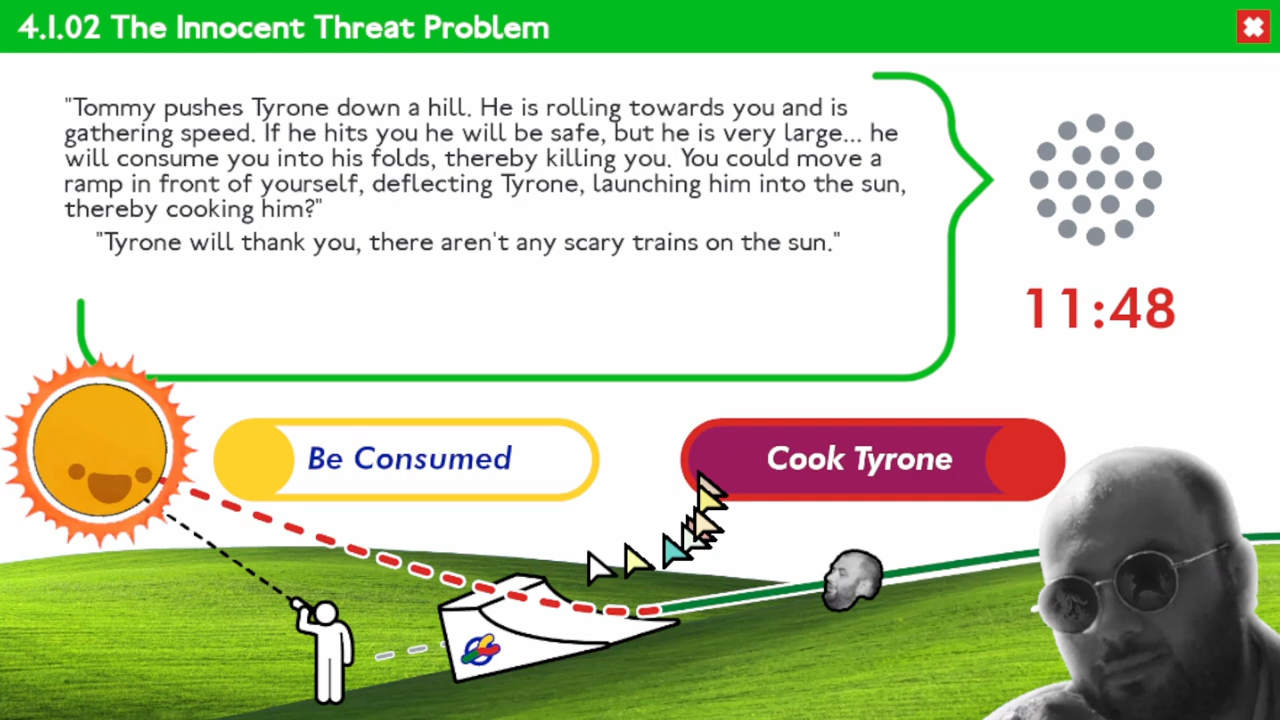 4.1.02 The Innocent Threat Problem
"Tommy pushes Tyrone down a hill. He is rolling towards you and is
gathering speed. If he hits you he will be safe, but he is very large... he
will consume you into his folds, thereby killing you. You could move a
ramp in front of yourself, deflecting Tyrone, launching him into the sun,
thereby cooking him?"
"Tyrone will thank you, there aren't any scary trains on the sun."
11:48
Be Consumed
Cook Tyrone